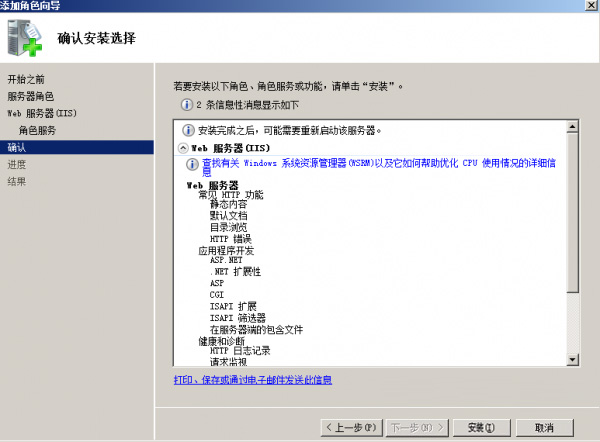 添加角色向导
确认安装选择
开始之前
服务器角色
Web 服务器(IIS)
角色服务
确认
进度
结果
若要安装以下角色、角色服务或功能，请单击“安装”。
2 条信息性消息显示如下
安装完成之后，可能需要重新启动该服务器。
Web 服务器(IIS)
查找有关 Windows 系统资源管理器(WSRM)以及它如何帮助优化 CPU 使用情况的详细信
息
Web 服务器
常见 HTTP 功能
静态内容
默认文档
目录浏览
HTTP 错误
应用程序开发
ASP.NET
.NET 扩展性
ASP
CGI
ISAPI 扩展
ISAPI 筛选器
在服务器端的包含文件
健康和诊断
HTTP 日志记录
请求监视
打印、保存或通过电子邮件发送此信息
< 上一步(P)
下一步(N) >
安装(I)
取消